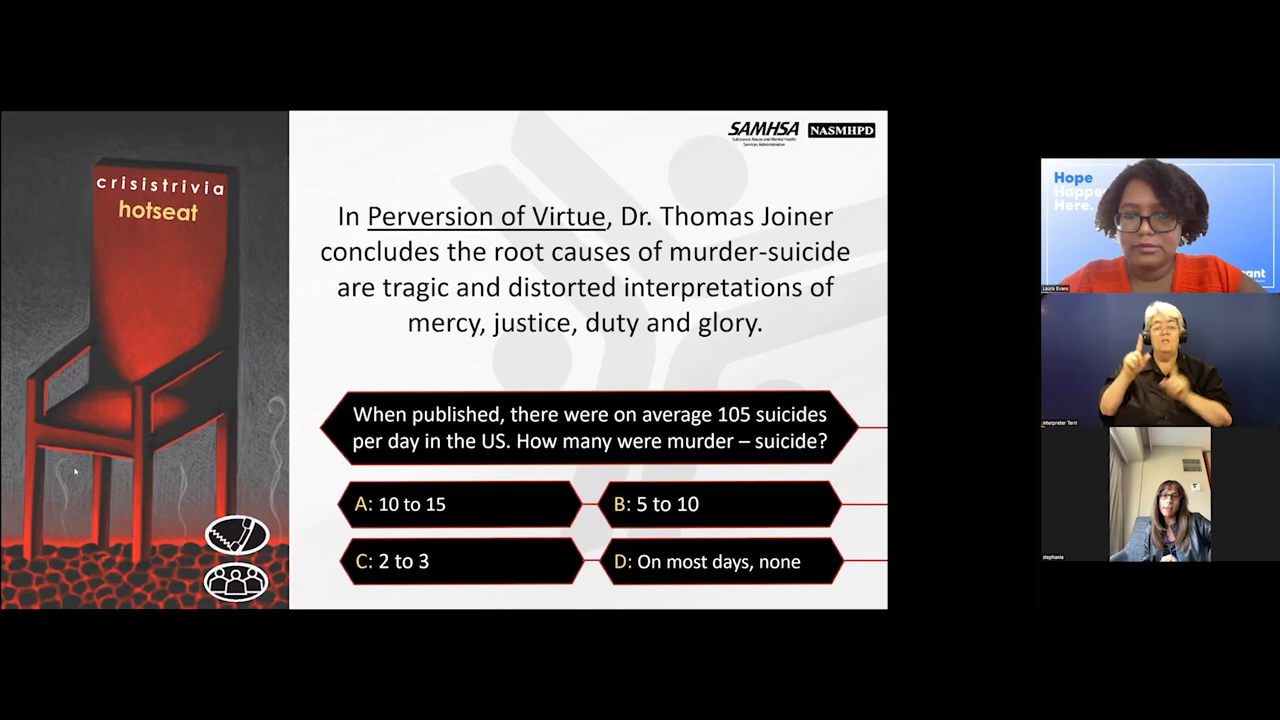 crisistrivia
hotseat
SAMHSA
Substance Abuse and Mental Health
Services Administration
NASMHPD
In Perversion of Virtue, Dr. Thomas Joiner
concludes the root causes of murder-suicide
are tragic and distorted interpretations of
mercy, justice, duty and glory.
When published, there were on average 105 suicides
per day in the US. How many were murder – suicide?
A: 10 to 15
B: 5 to 10
C: 2 to 3
D: On most days, none
Hope
Here.
Laura Evans
Interpreter Terri
stephanie